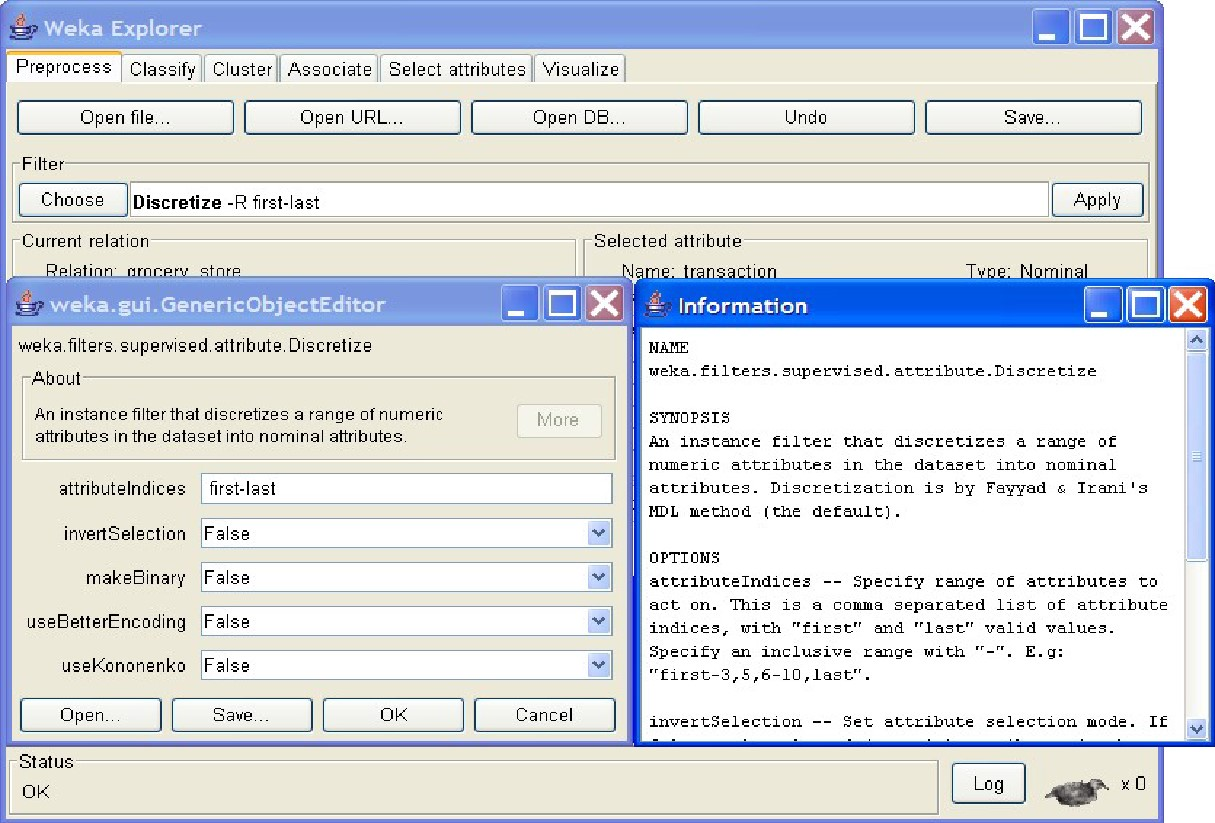 Weka Explorer
Preprocess Classify Cluster Associate Select attributes Visualize
Open file... Open URL... Open DB... Undo Save...
Filter
Choose Discretize -R first-last Apply
Current relation
Relation: grocery_store
Selected attribute
Name: transaction Type: Nominal
weka.gui.GenericObjectEditor
weka.filters.supervised.attribute.Discretize
About
An instance filter that discretizes a range of numeric
attributes in the dataset into nominal attributes.
More
attributeIndices first-last
invertSelection False
makeBinary False
useBetterEncoding False
useKononenko False
Open... Save... OK Cancel
Information
NAME
weka.filters.supervised.attribute.Discretize
SYNOPSIS
An instance filter that discretizes a range of
numeric attributes in the dataset into nominal
attributes. Discretization is by Fayyad & Irani's
MDL method (the default).
OPTIONS
attributeIndices -- Specify range of attributes to
act on. This is a comma separated list of attribute
indices, with "first" and "last" valid values.
Specify an inclusive range with "-". E.g:
"first-3,5,6-10,last".
invertSelection -- Set attribute selection mode. If
Status
OK
Log x 0